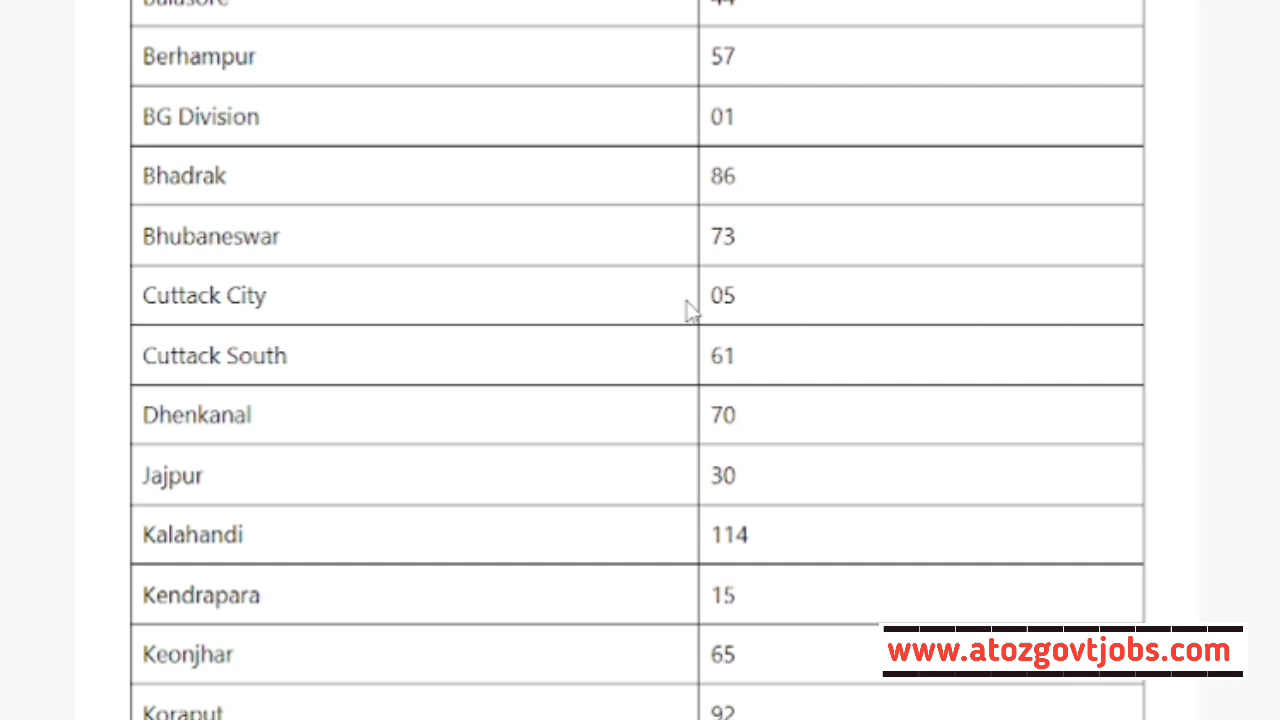 Balasore 44
Berhampur 57
BG Division 01
Bhadrak 86
Bhubaneswar 73
Cuttack City 05
Cuttack South 61
Dhenkanal 70
Jajpur 30
Kalahandi 114
Kendrapara 15
Keonjhar 65
www.atozgovtjobs.com
Koraput 92